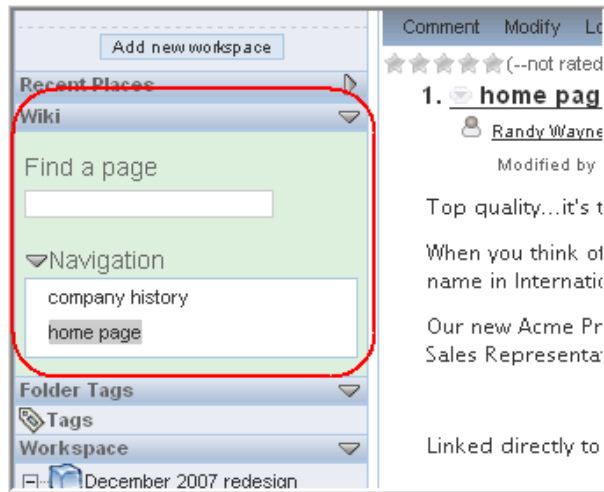 Add new workspace
Recent Places
Wiki
Find a page
Navigation
company history
home page
Folder Tags
Tags
Workspace
December 2007 redesign
Comment Modify
(--not rated
1. home pag
Randy Wayne
Modified by
Top quality...it's t
When you think of
name in Internatio
Our new Acme Pr
Sales Representat
Linked directly to